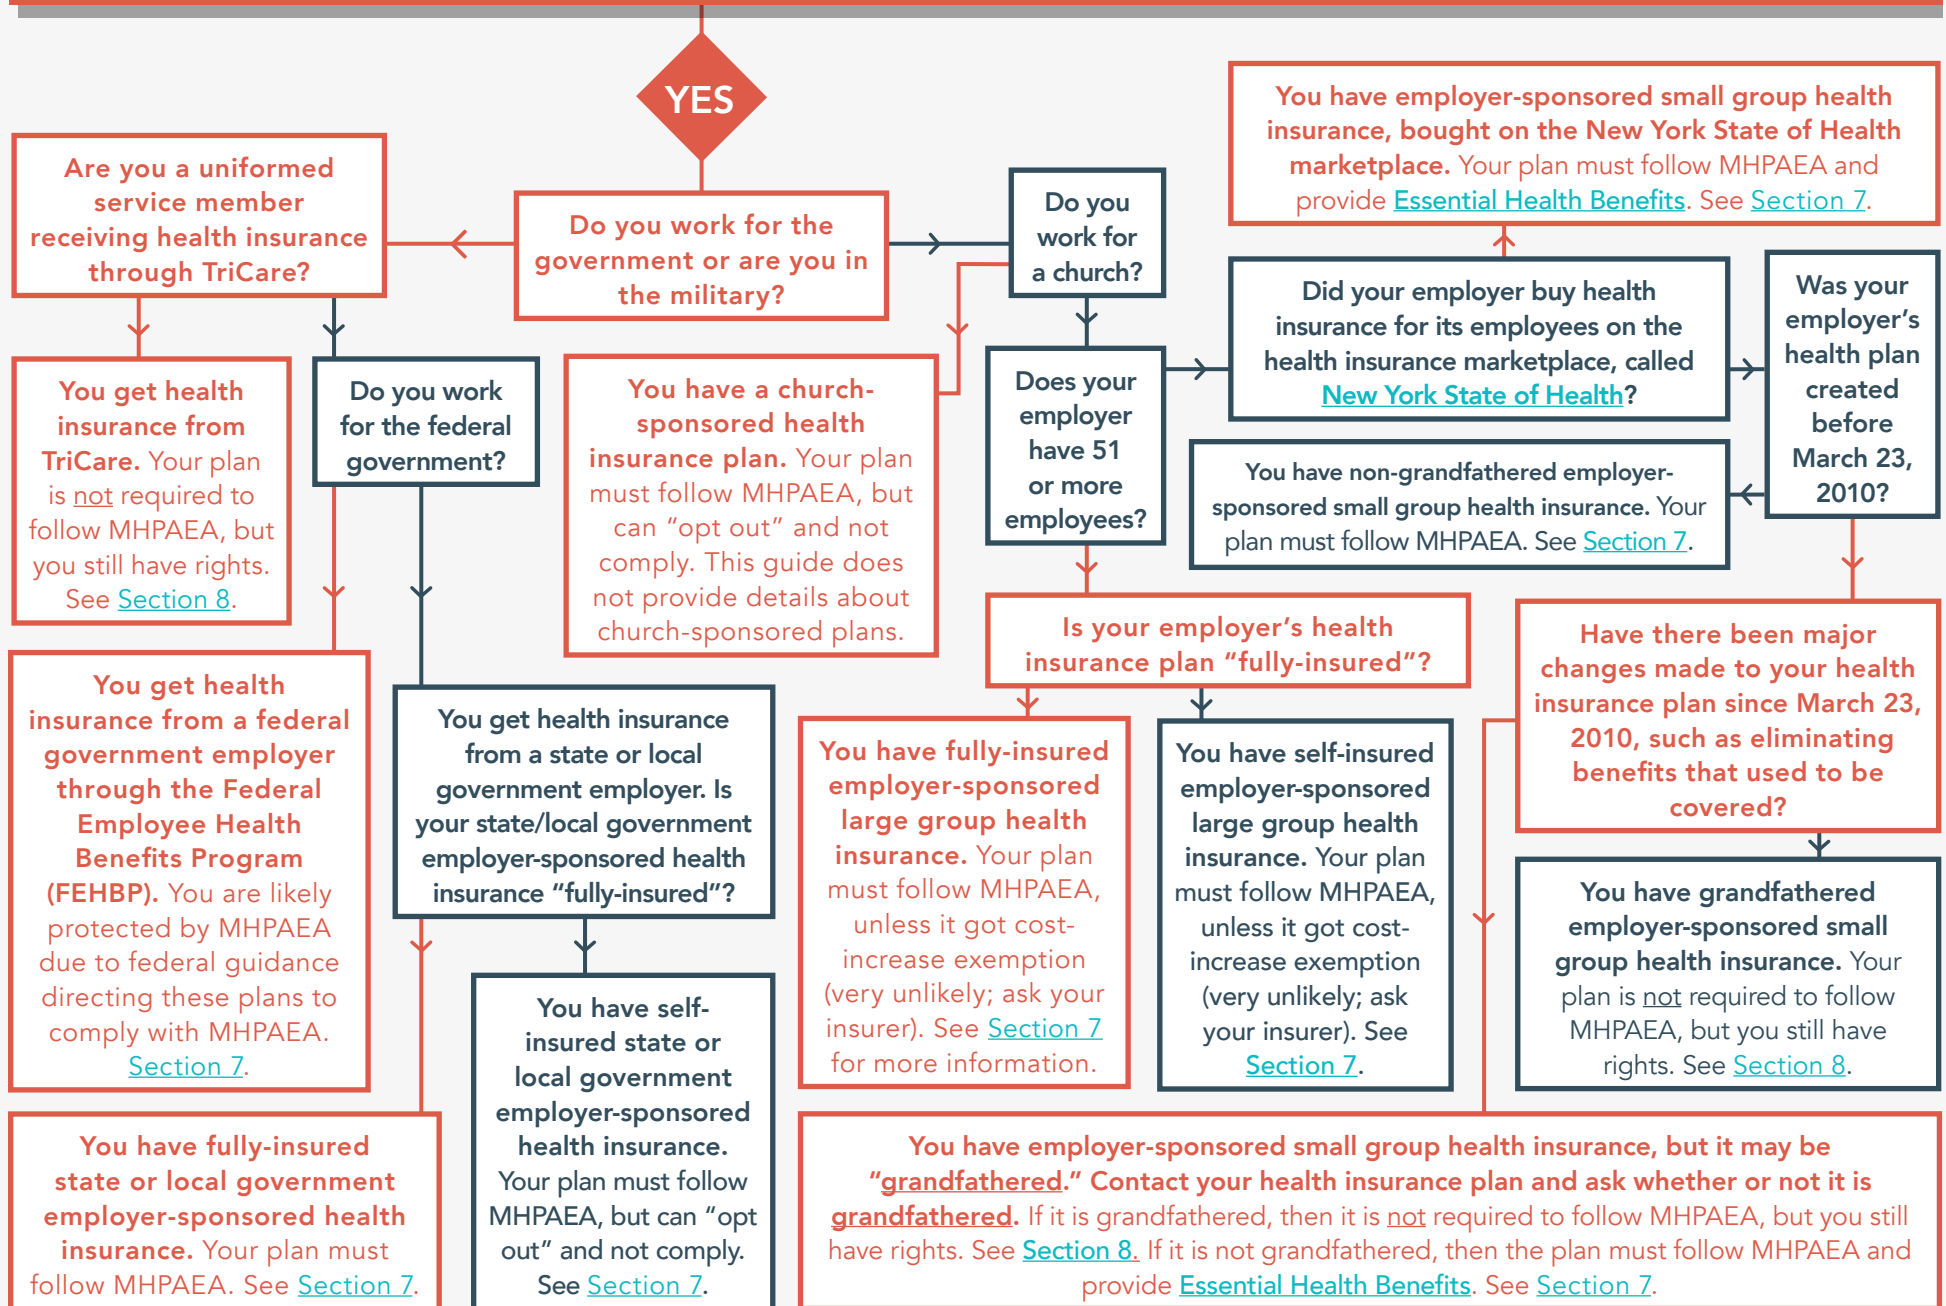 YES
You have employer-sponsored small group health
insurance, bought on the New York State of Health
marketplace. Your plan must follow MHPAEA and
provide Essential Health Benefits. See Section 7.
Are you a uniformed
service member
receiving health insurance
through TriCare?
Do you work for the
government or are you in
the military?
Do you
work for
a church?
Did your employer buy health
insurance for its employees on the
health insurance marketplace, called
New York State of Health?
Was your
employer’s
health plan
created
before
March 23,
2010?
You get health
insurance from
TriCare. Your plan
is not required to
follow MHPAEA, but
you still have rights.
See Section 8.
Do you work
for the federal
government?
You have a church-
sponsored health
insurance plan. Your plan
must follow MHPAEA, but
can “opt out” and not
comply. This guide does
not provide details about
church-sponsored plans.
Does your
employer
have 51
or more
employees?
You have non-grandfathered employer-
sponsored small group health insurance. Your
plan must follow MHPAEA. See Section 7.
Is your employer’s health
insurance plan “fully-insured”?
Have there been major
changes made to your health
insurance plan since March 23,
2010, such as eliminating
benefits that used to be
covered?
You get health
insurance from a federal
government employer
through the Federal
Employee Health
Benefits Program
(FEHBP). You are likely
protected by MHPAEA
due to federal guidance
directing these plans to
comply with MHPAEA.
Section 7.
You get health insurance
from a state or local
government employer. Is
your state/local government
employer-sponsored health
insurance “fully-insured”?
You have fully-insured
employer-sponsored
large group health
insurance. Your plan
must follow MHPAEA,
unless it got cost-
increase exemption
(very unlikely; ask your
insurer). See Section 7
for more information.
You have self-insured
employer-sponsored
large group health
insurance. Your plan
must follow MHPAEA,
unless it got cost-
increase exemption
(very unlikely; ask
your insurer). See
Section 7.
You have grandfathered
employer-sponsored small
group health insurance. Your
plan is not required to follow
MHPAEA, but you still have
rights. See Section 8.
You have self-
insured state or
local government
employer-sponsored
health insurance.
Your plan must follow
MHPAEA, but can “opt
out” and not comply.
See Section 7.
You have fully-insured
state or local government
employer-sponsored health
insurance. Your plan must
follow MHPAEA. See Section 7.
You have employer-sponsored small group health insurance, but it may be
“grandfathered.” Contact your health insurance plan and ask whether or not it is
grandfathered. If it is grandfathered, then it is not required to follow MHPAEA, but you still
have rights. See Section 8. If it is not grandfathered, then the plan must follow MHPAEA and
provide Essential Health Benefits. See Section 7.